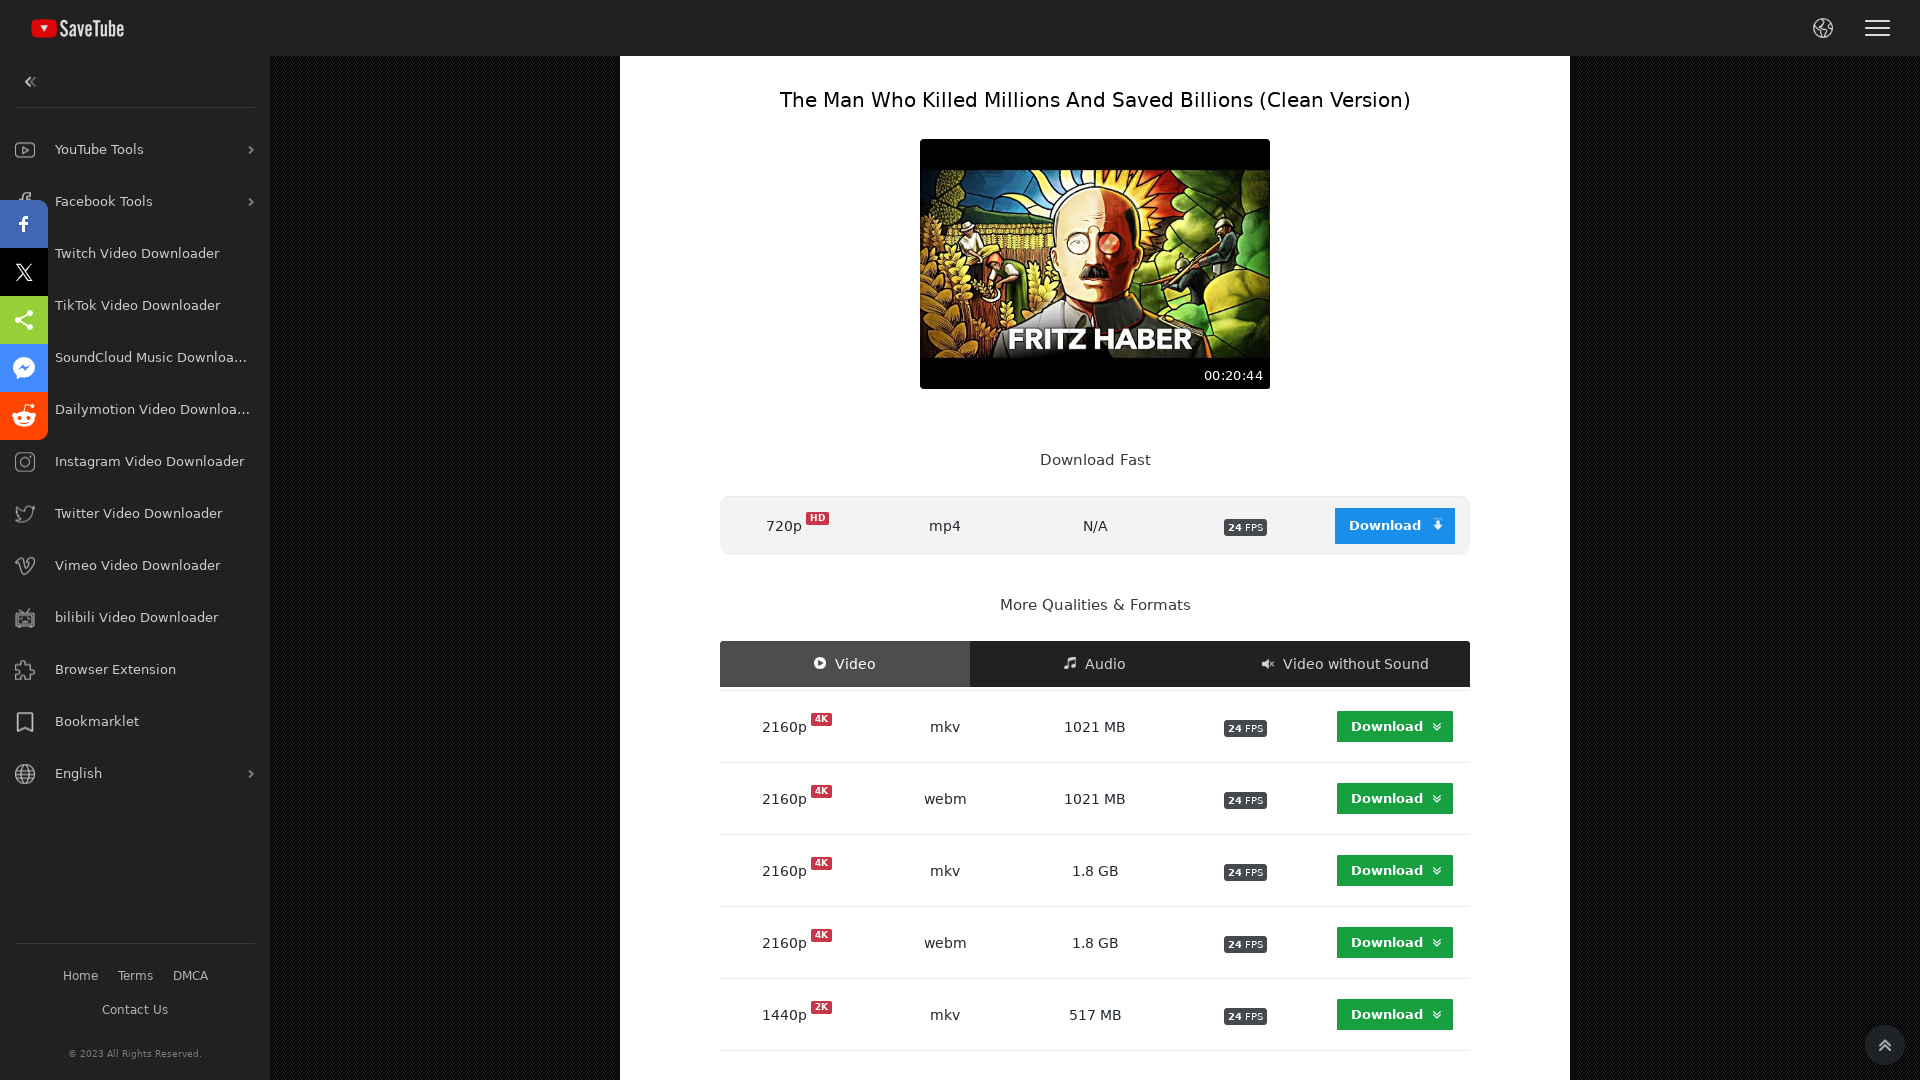 SaveTube
YouTube Tools
Facebook Tools
Twitch Video Downloader
TikTok Video Downloader
SoundCloud Music Downloa...
Dailymotion Video Downloa...
Instagram Video Downloader
Twitter Video Downloader
Vimeo Video Downloader
bilibili Video Downloader
Browser Extension
Bookmarklet
English
Home Terms DMCA
Contact Us
© 2023 All Rights Reserved.
The Man Who Killed Millions And Saved Billions (Clean Version)
FRITZ HABER
00:20:44
Download Fast
720p HD mp4 N/A 24 FPS Download
More Qualities & Formats
Video Audio Video without Sound
2160p 4K mkv 1021 MB 24 FPS Download
2160p 4K webm 1021 MB 24 FPS Download
2160p 4K mkv 1.8 GB 24 FPS Download
2160p 4K webm 1.8 GB 24 FPS Download
1440p 2K mkv 517 MB 24 FPS Download